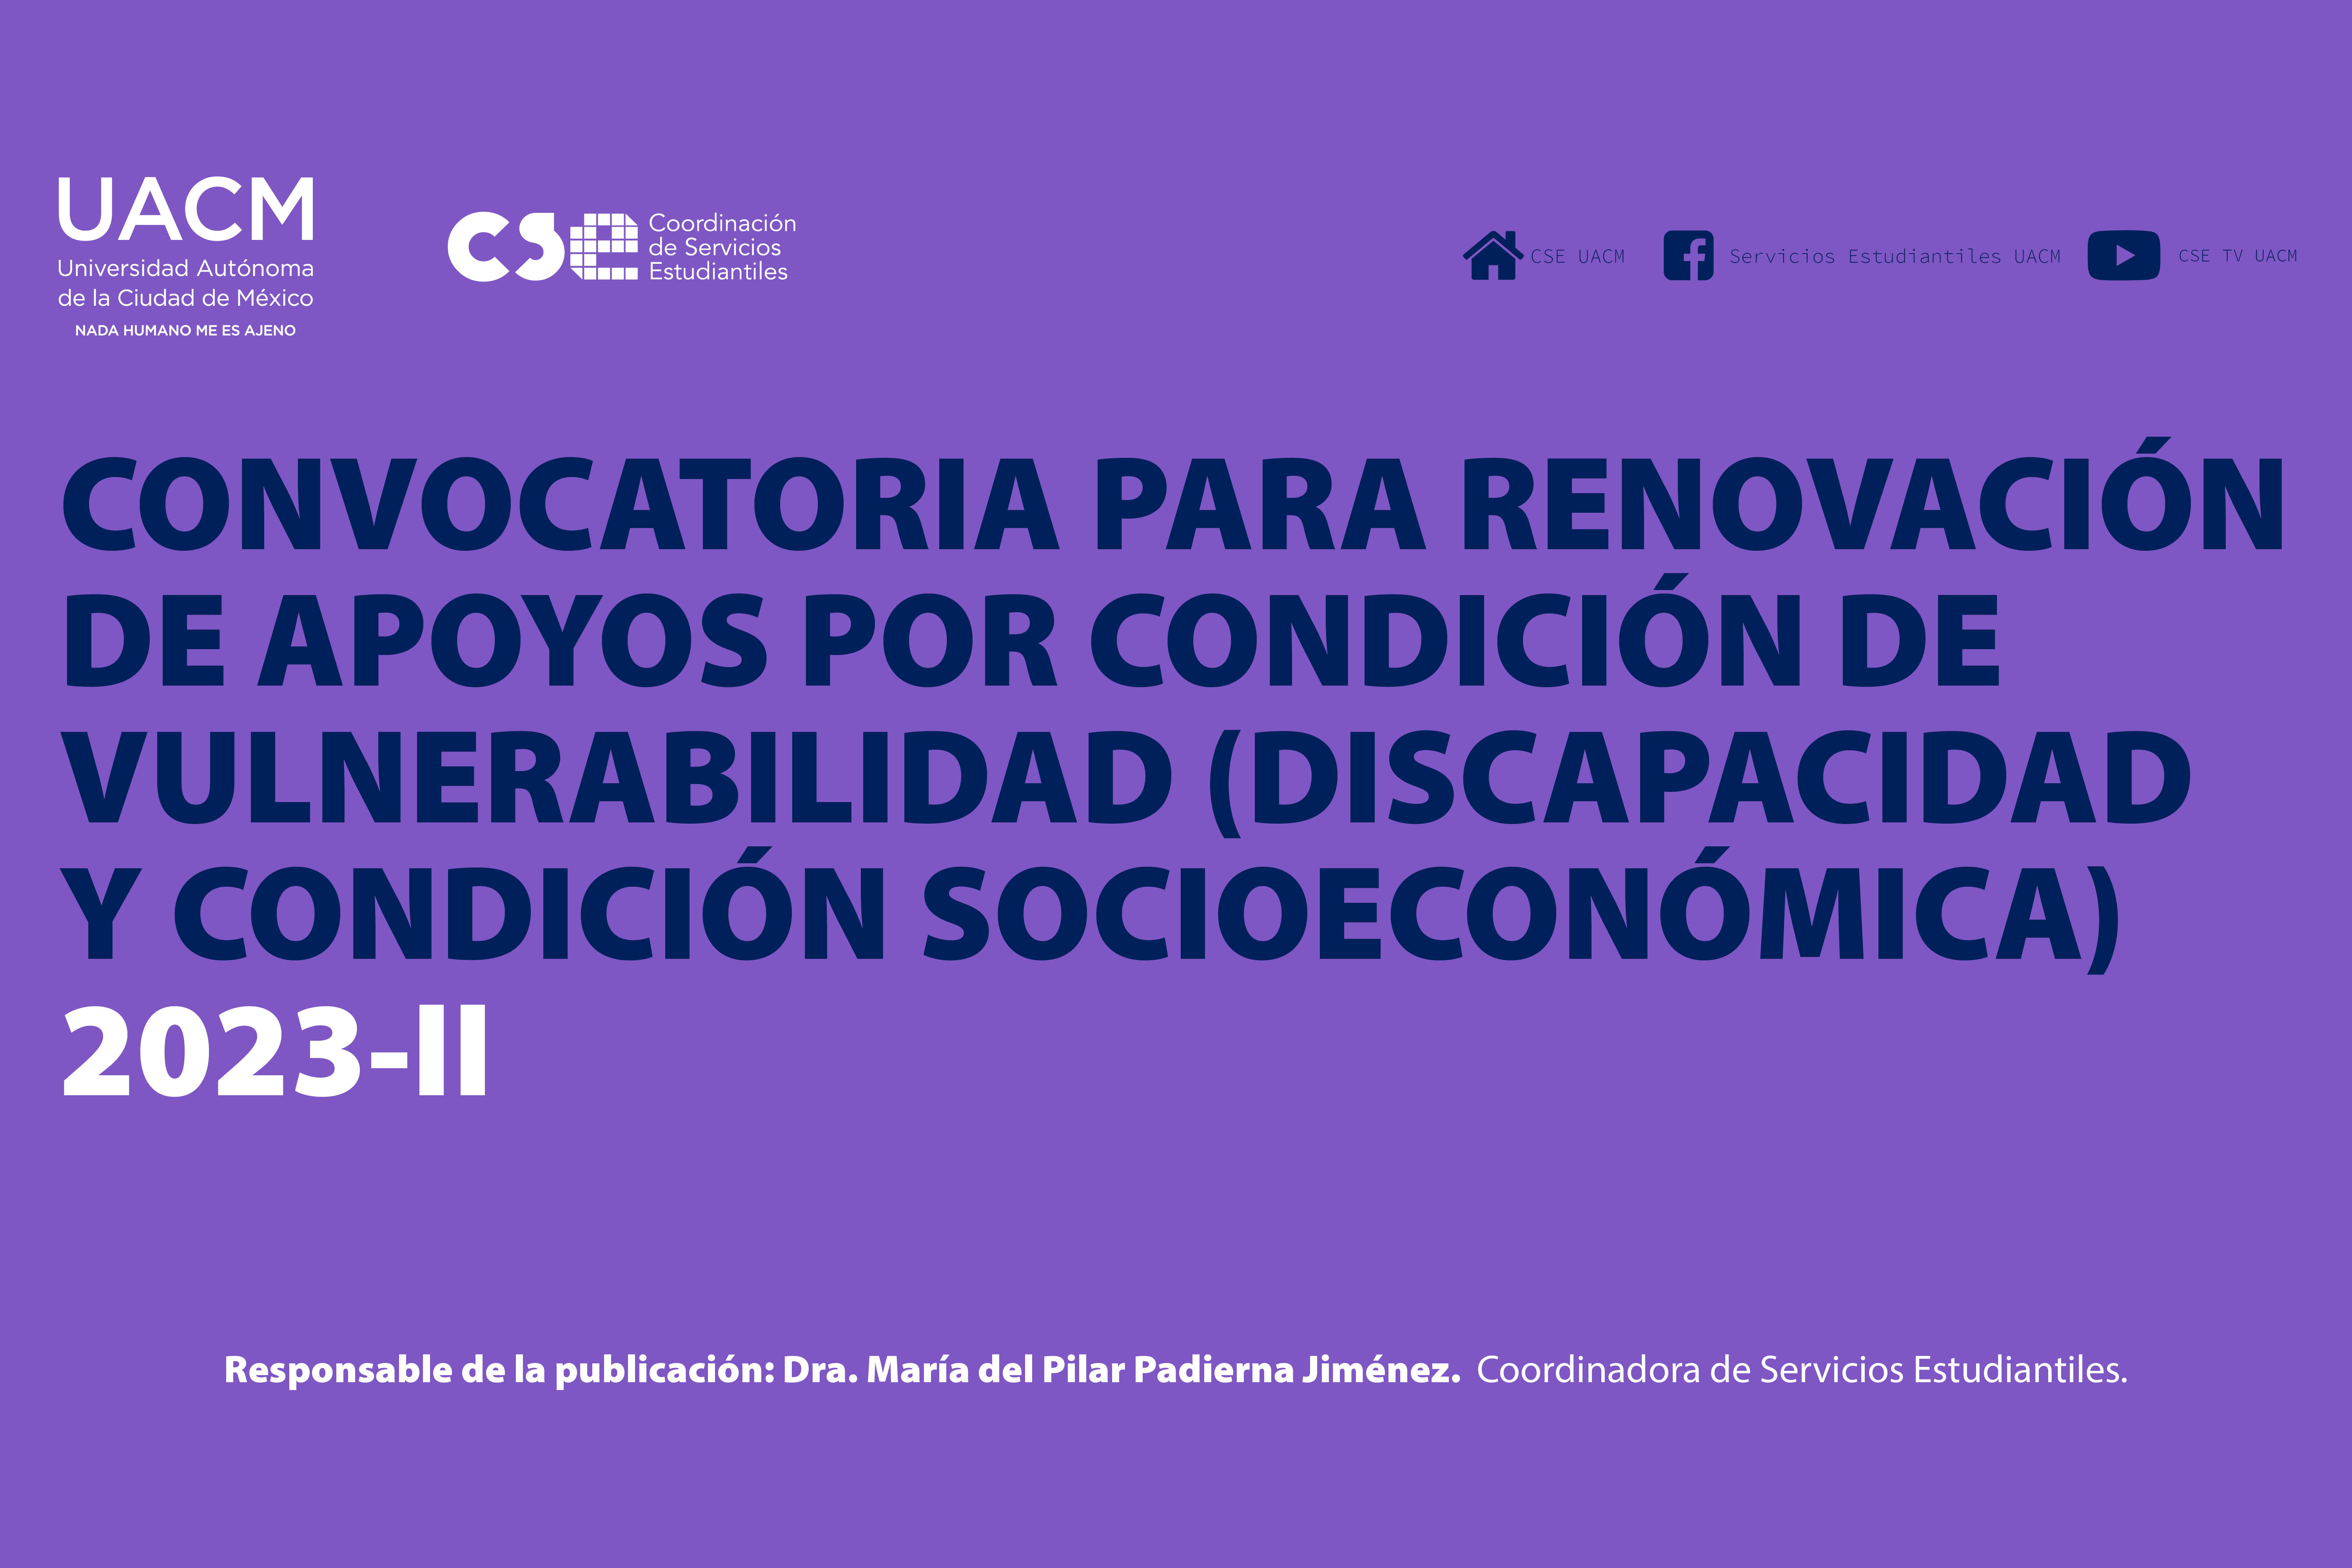 UACM
Universidad Autónoma
de la Ciudad de México
NADA HUMANO ME ES AJENO
cse
Coordinación
de Servicios
Estudiantiles
CSE UACM
Servicios Estudiantiles UACM
CSE TV UACM
CONVOCATORIA PARA RENOVACIÓN
DE APOYOS POR CONDICIÓN DE
VULNERABILIDAD (DISCAPACIDAD
Y CONDICIÓN SOCIOECONÓMICA)
2023-II
Responsable de la publicación: Dra. María del Pilar Padierna Jiménez. Coordinadora de Servicios Estudiantiles.